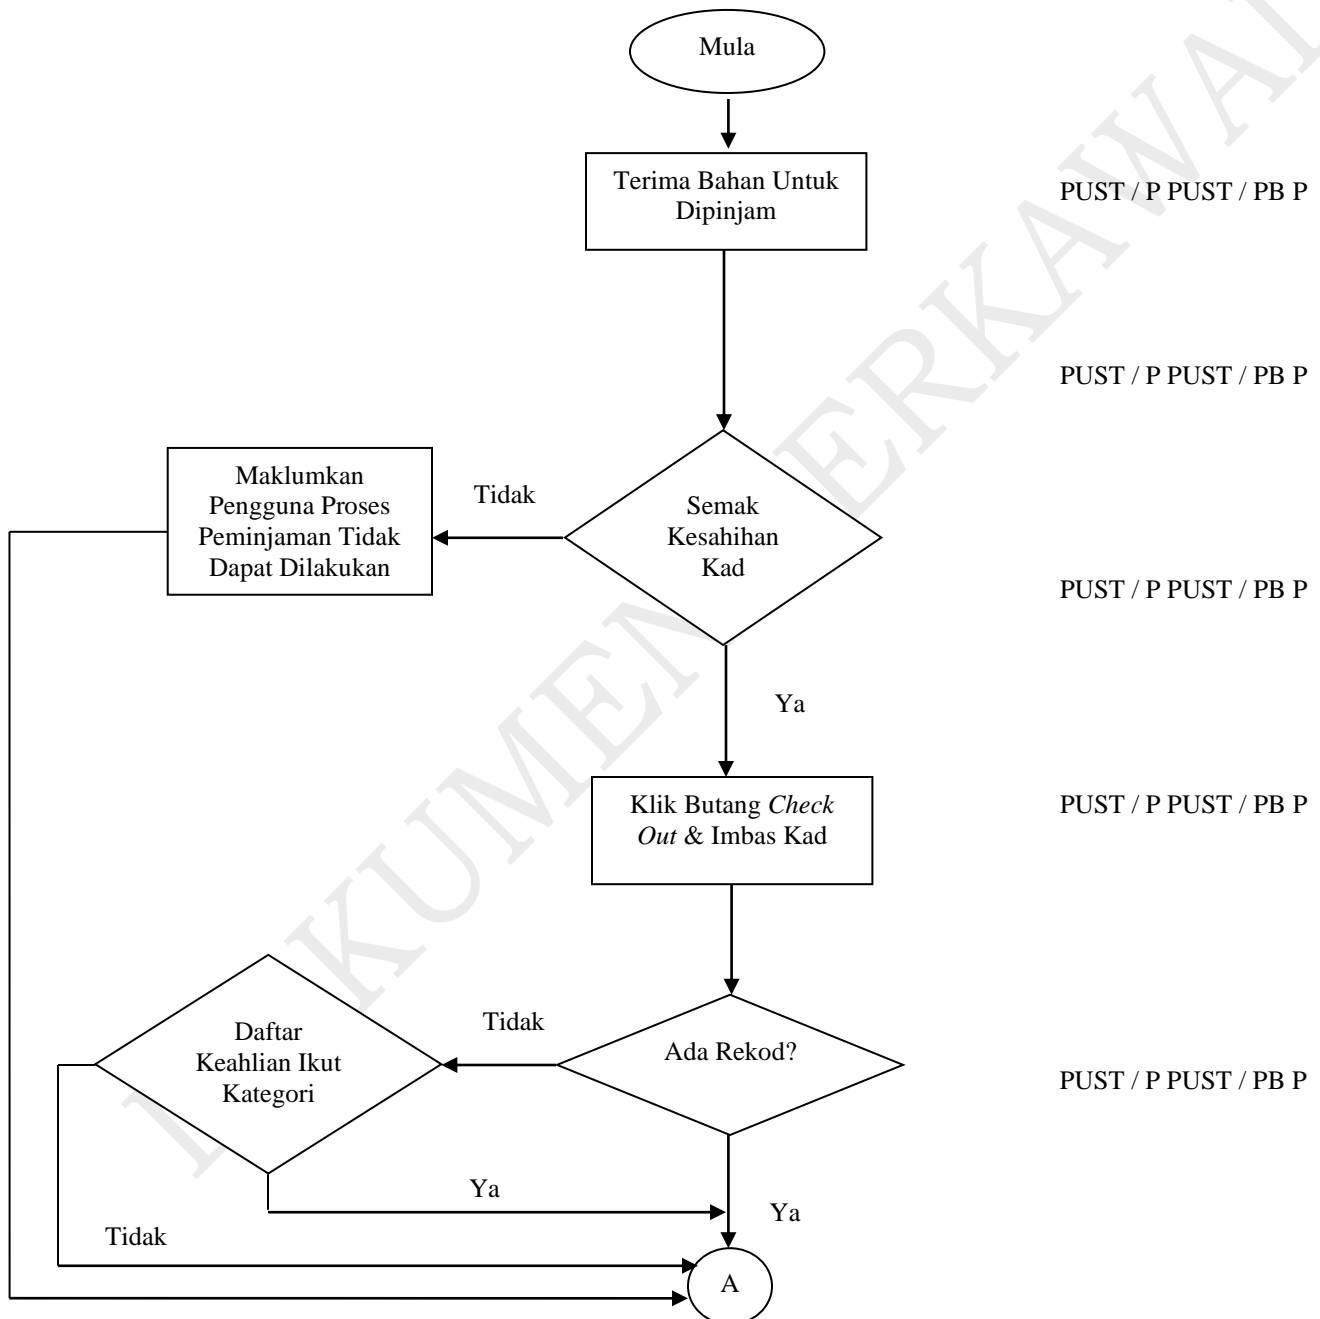 Mula
Terima Bahan Untuk
Dipinjam
PUST / P PUST / PB P
PUST / P PUST / PB P
Maklumkan
Pengguna Proses
Peminjaman Tidak
Dapat Dilakukan
Tidak
Semak
Kesahihan
Kad
PUST / P PUST / PB P
Ya
Klik Butang Check
Out & Imbas Kad
PUST / P PUST / PB P
Daftar
Keahlian Ikut
Kategori
Tidak
Ada Rekod?
PUST / P PUST / PB P
Ya
Ya
Tidak
A